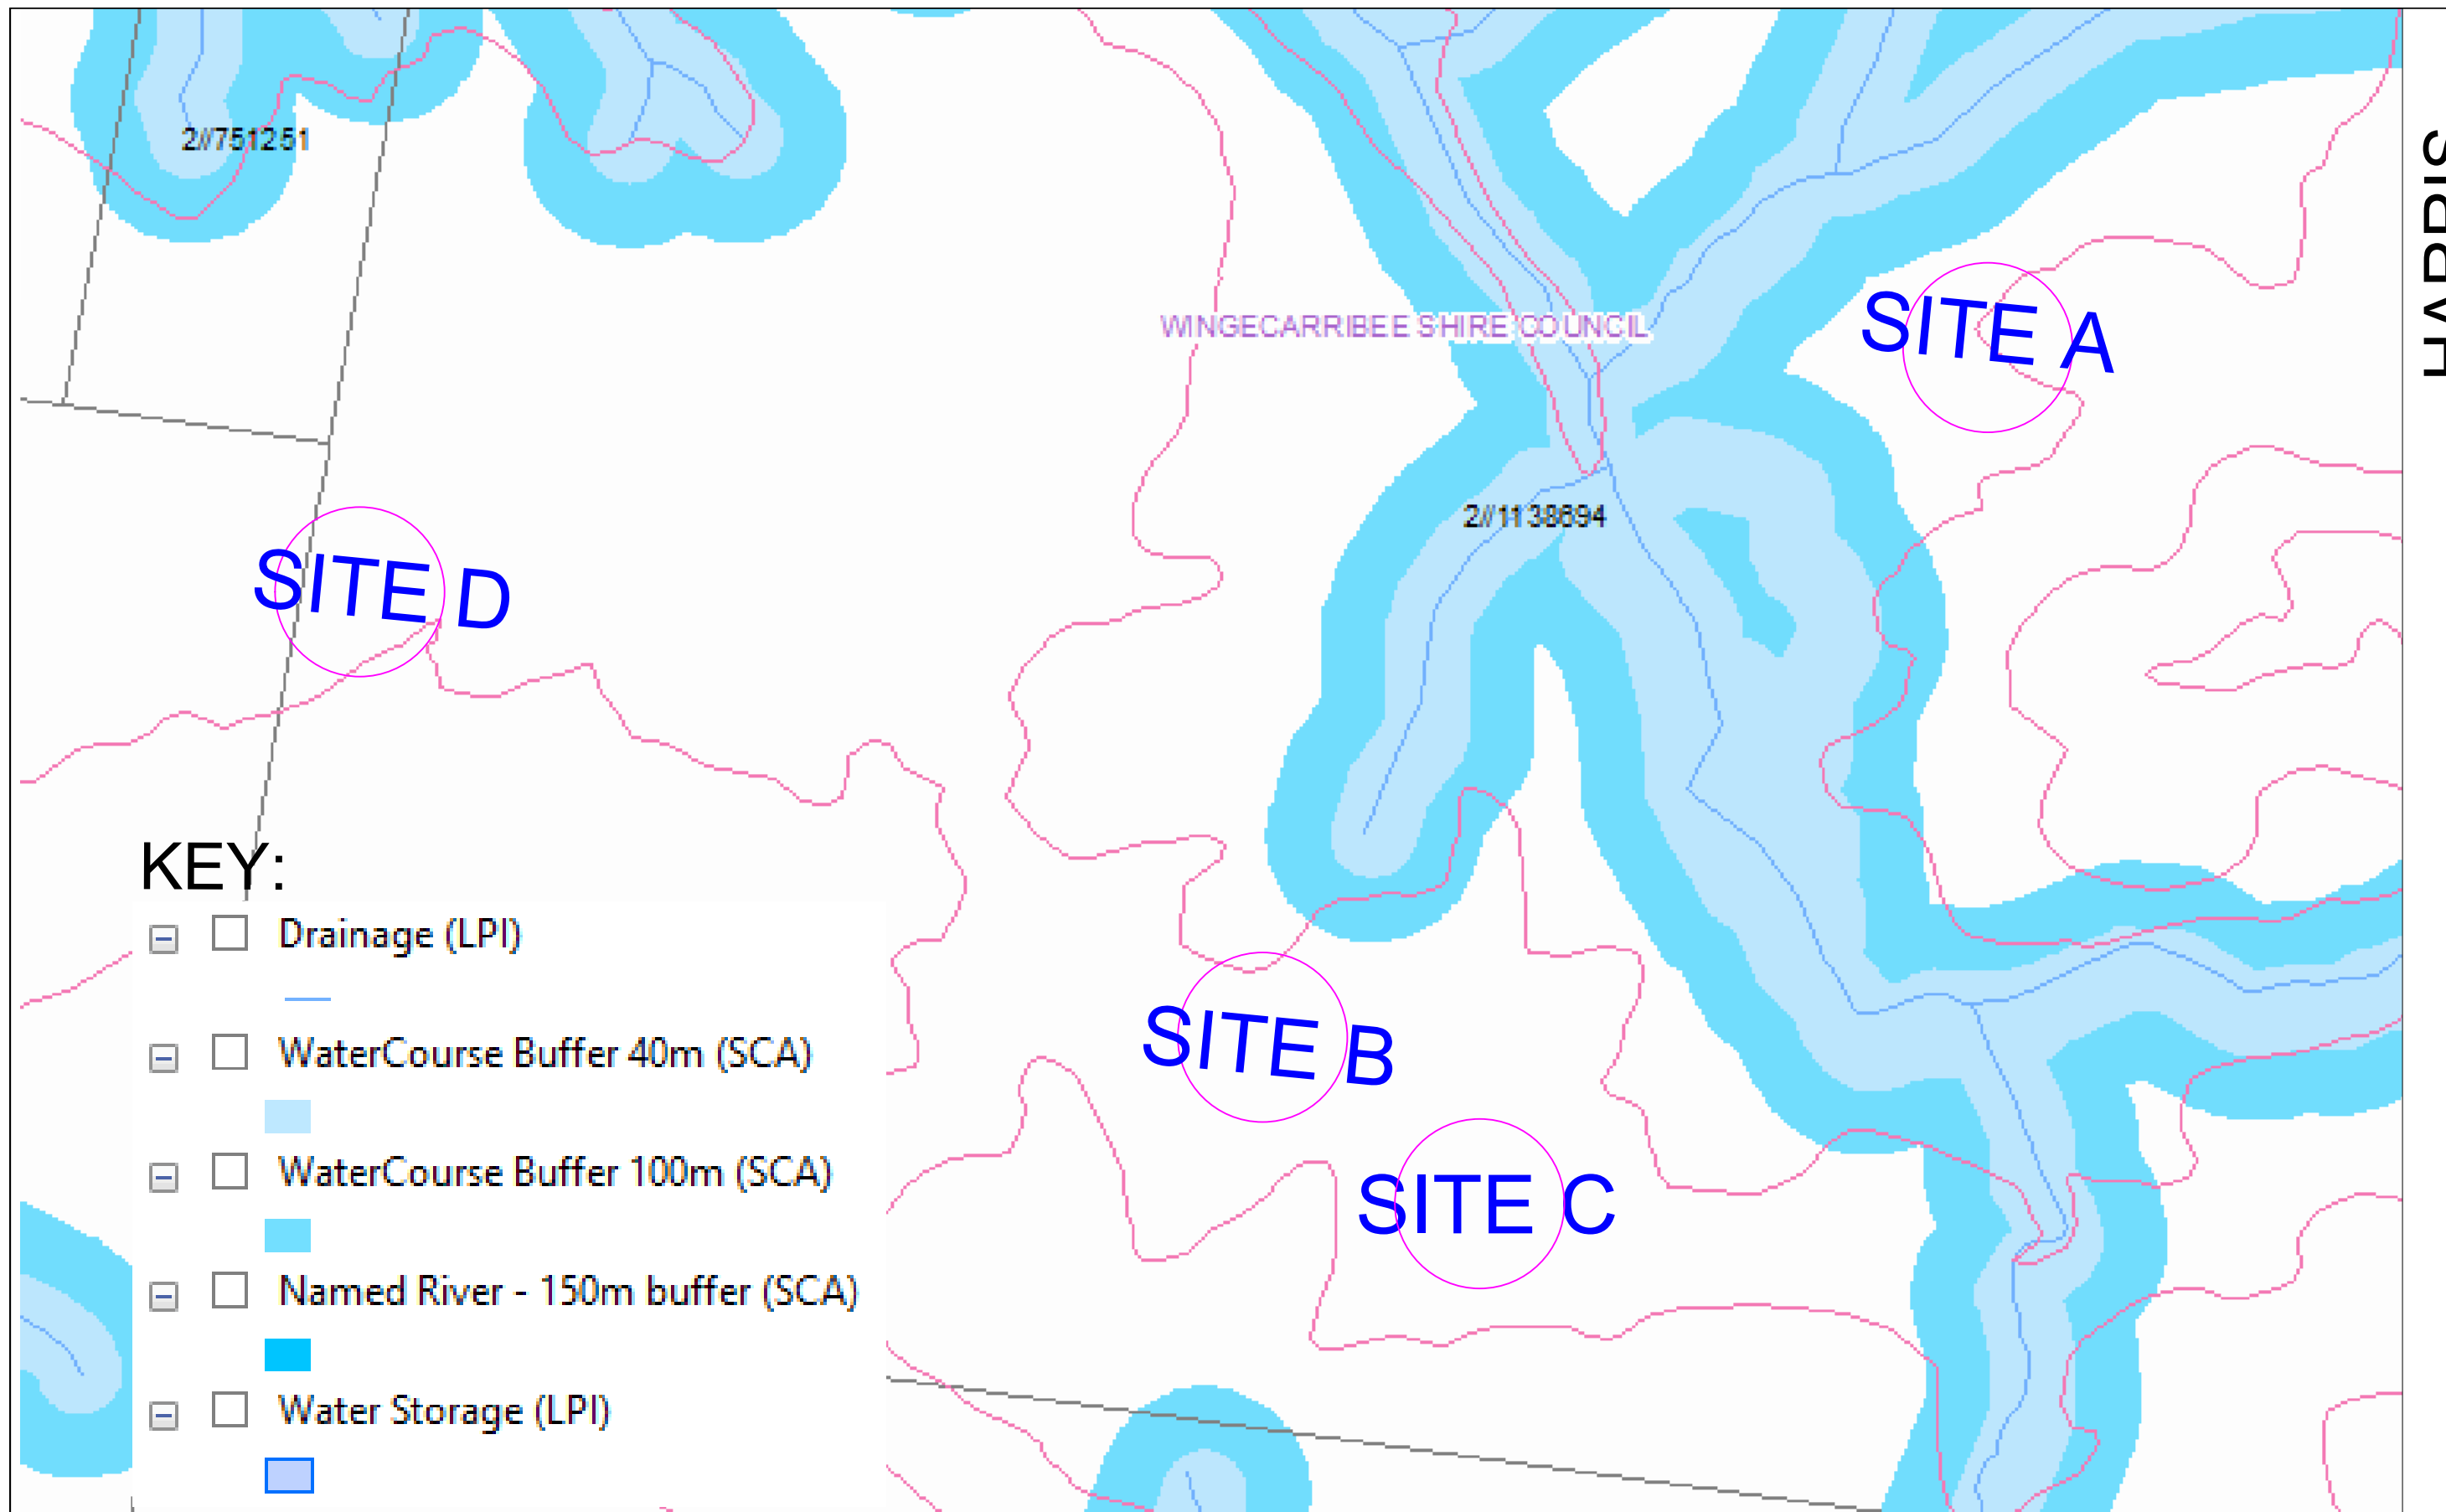 2//751251
WINGECARRIBEE SHIRE COUNCIL
SITE A
2//1138694
SITE D
KEY:
Drainage (LPI)
WaterCourse Buffer 40m (SCA)
SITE B
WaterCourse Buffer 100m (SCA)
SITE C
Named River - 150m buffer (SCA)
Water Storage (LPI)